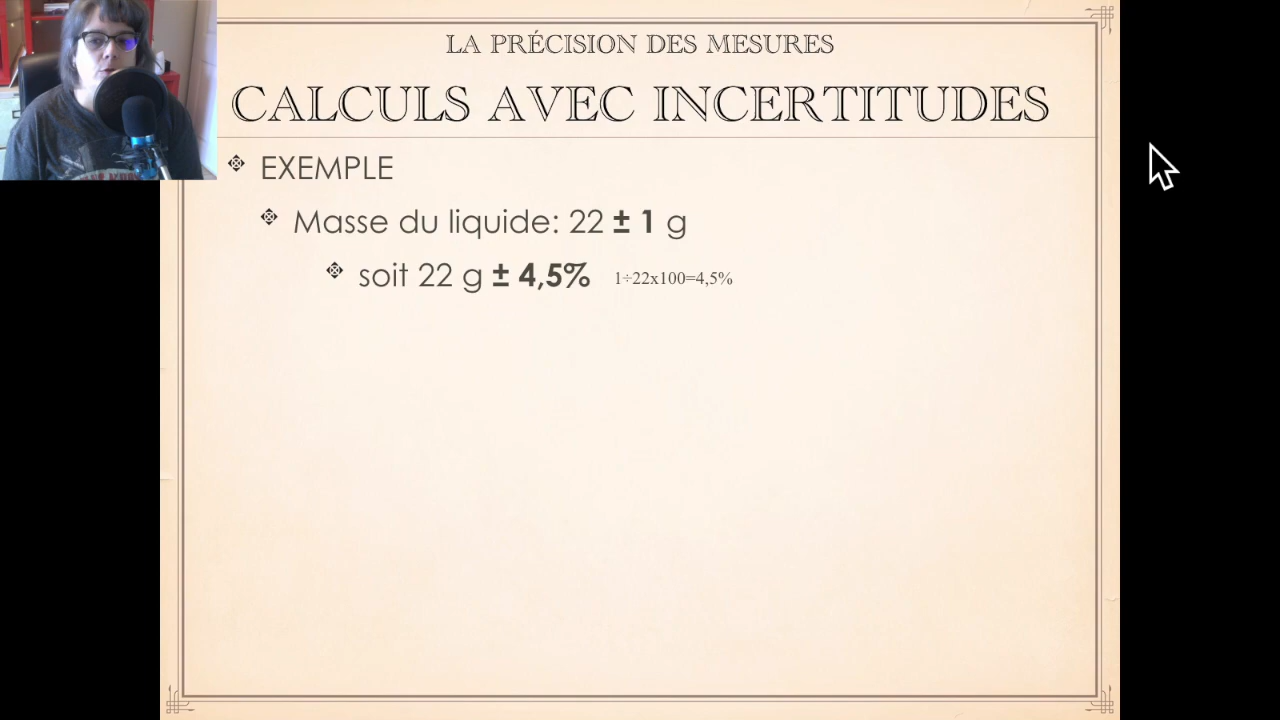 LA PRÉCISION DES MESURES
CALCULS AVEC INCERTITUDES
EXEMPLE
Masse du liquide: 22 ± 1 g
soit 22 g ± 4,5% 1÷22x100=4,5%